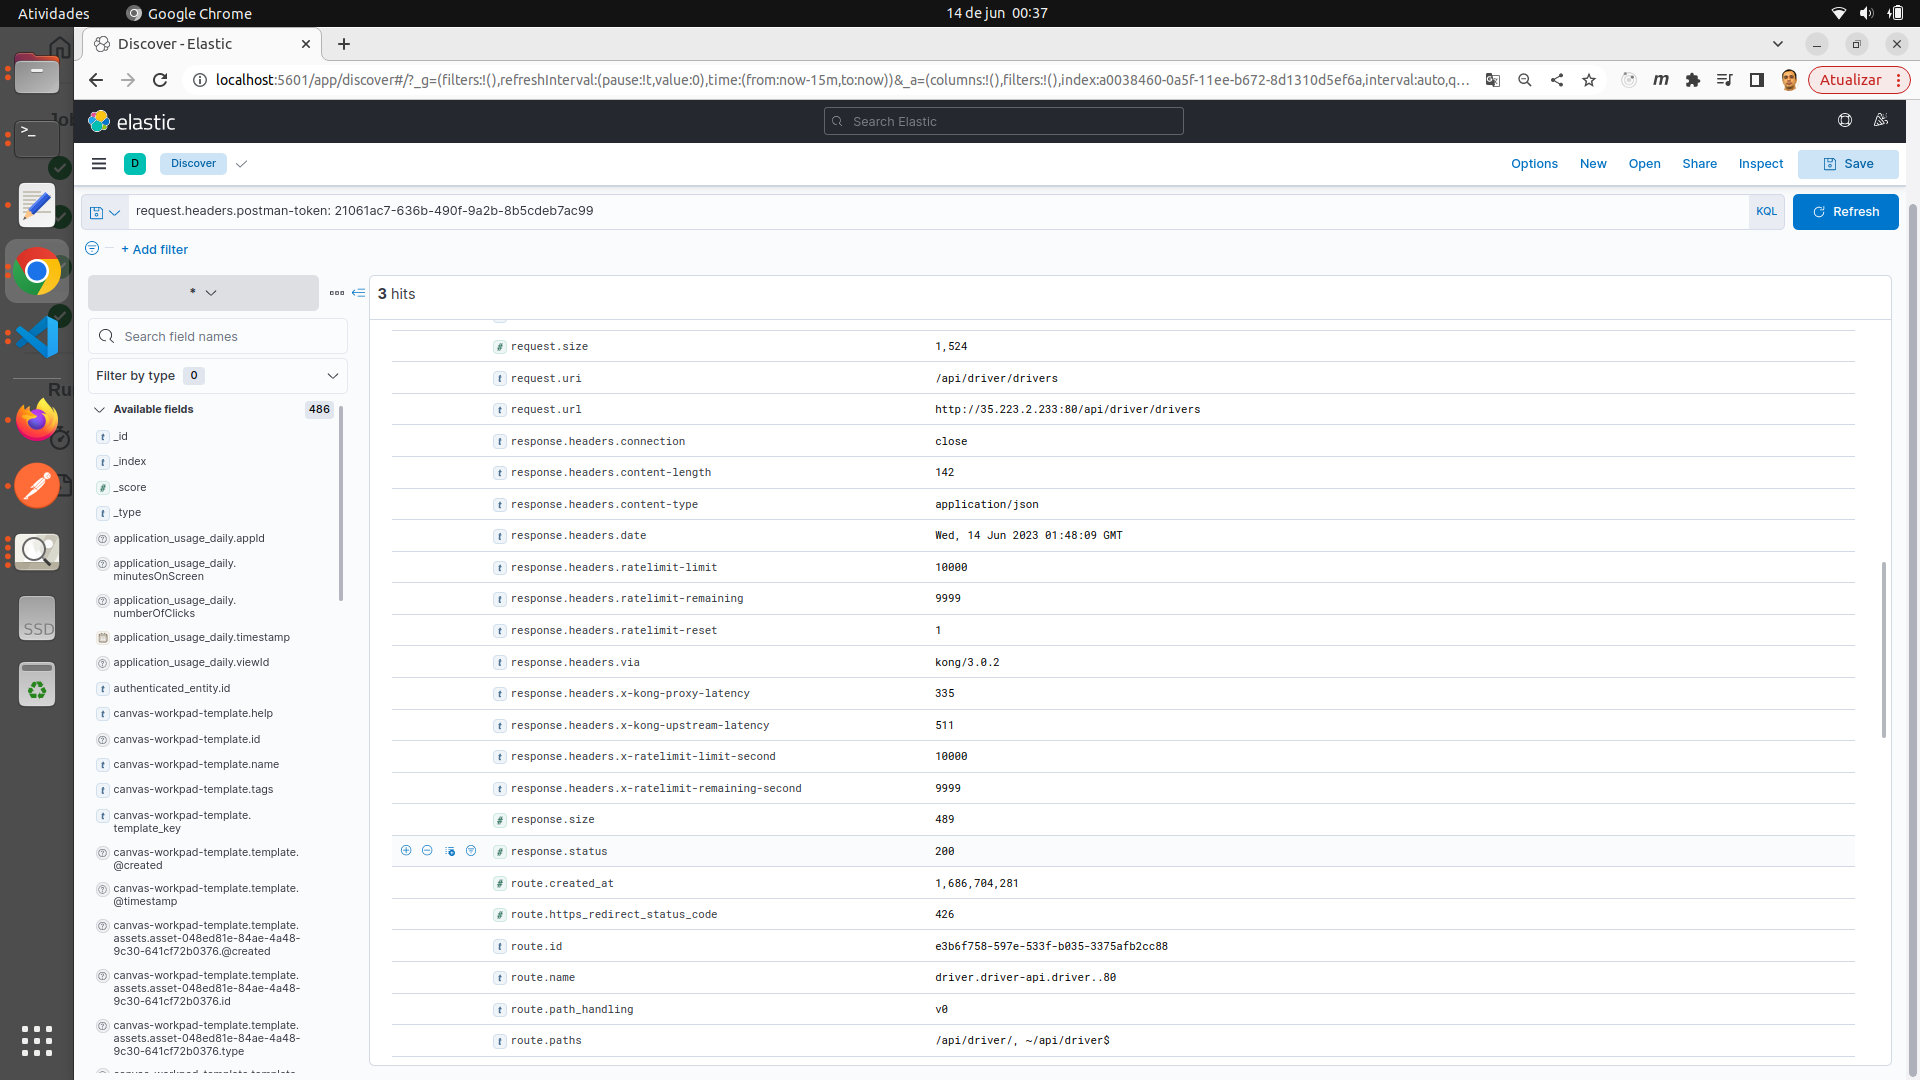 Atividades
Google Chrome
14 de jun 00:37
Discover - Elastic
localhost:5601/app/discover#/?_g=(filters:!(),refreshInterval:(pause:!t,value:0),time:(from:now-15m,to:now))&_a=(columns:!(),filters:!(),index:a0038460-0a5f-11ee-b672-8d1310d5ef6a,interval:auto,q...
Atualizar
elastic
Search Elastic
D
Discover
Options
New
Open
Share
Inspect
Save
request.headers.postman-token: 21061ac7-636b-490f-9a2b-8b5cdeb7ac99
KQL
Refresh
+ Add filter
*
3 hits
Search field names
Filter by type 0
Available fields 486
_id
_index
_score
_type
application_usage_daily.appId
application_usage_daily.
minutesOnScreen
application_usage_daily.
numberOfClicks
application_usage_daily.timestamp
application_usage_daily.viewId
authenticated_entity.id
canvas-workpad-template.help
canvas-workpad-template.id
canvas-workpad-template.name
canvas-workpad-template.tags
canvas-workpad-template.
template_key
canvas-workpad-template.template.
@created
canvas-workpad-template.template.
@timestamp
canvas-workpad-template.template.
assets.asset-048ed81e-84ae-4a48-
9c30-641cf72b0376.@created
canvas-workpad-template.template.
assets.asset-048ed81e-84ae-4a48-
9c30-641cf72b0376.id
canvas-workpad-template.template.
assets.asset-048ed81e-84ae-4a48-
9c30-641cf72b0376.type
request.size 1,524
request.uri /api/driver/drivers
request.url http://35.223.2.233:80/api/driver/drivers
response.headers.connection close
response.headers.content-length 142
response.headers.content-type application/json
response.headers.date Wed, 14 Jun 2023 01:48:09 GMT
response.headers.ratelimit-limit 10000
response.headers.ratelimit-remaining 9999
response.headers.ratelimit-reset 1
response.headers.via kong/3.0.2
response.headers.x-kong-proxy-latency 335
response.headers.x-kong-upstream-latency 511
response.headers.x-ratelimit-limit-second 10000
response.headers.x-ratelimit-remaining-second 9999
response.size 489
response.status 200
route.created_at 1,686,704,281
route.https_redirect_status_code 426
route.id e3b6f758-597e-533f-b035-3375afb2cc88
route.name driver.driver-api.driver..80
route.path_handling v0
route.paths /api/driver/, ~/api/driver$
SSD